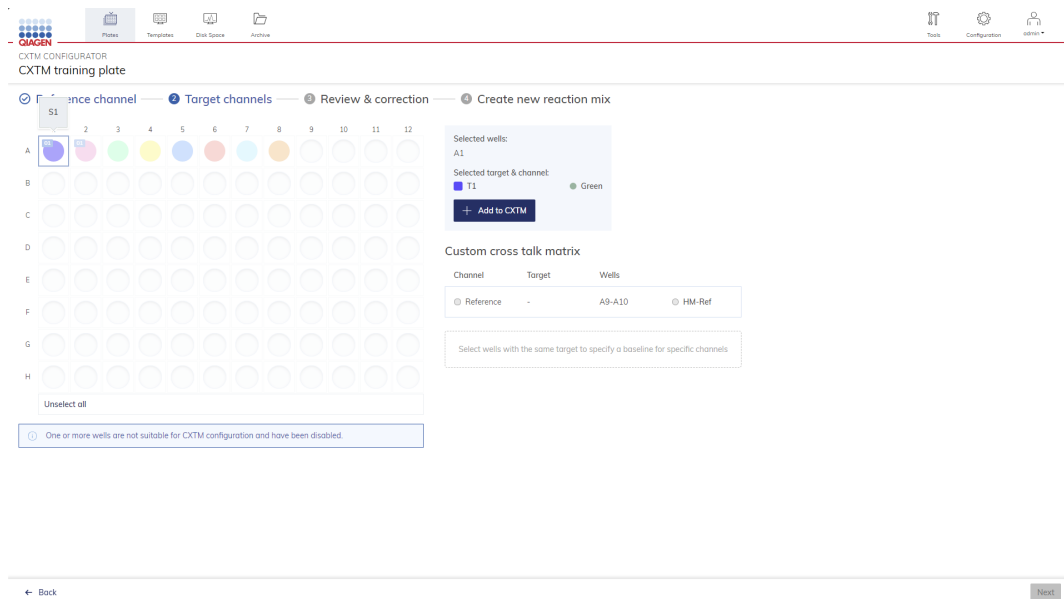 QIAGEN
Plates
Templates
Disk Space
Archive
Tools
Configuration
admin
CXTM CONFIGURATOR
CXTM training plate
Reference channel
2 Target channels
3 Review & correction
4 Create new reaction mix
S1
2 3 4 5 6 7 8 9 10 11 12
A
B
C
D
E
F
G
H
Unselect all
One or more wells are not suitable for CXTM configuration and have been disabled.
Selected wells:
A1
Selected target & channel:
T1 Green
+ Add to CXTM
Custom cross talk matrix
Channel Target Wells
Reference - A9-A10 HM-Ref
Select wells with the same target to specify a baseline for specific channels
← Back
Next